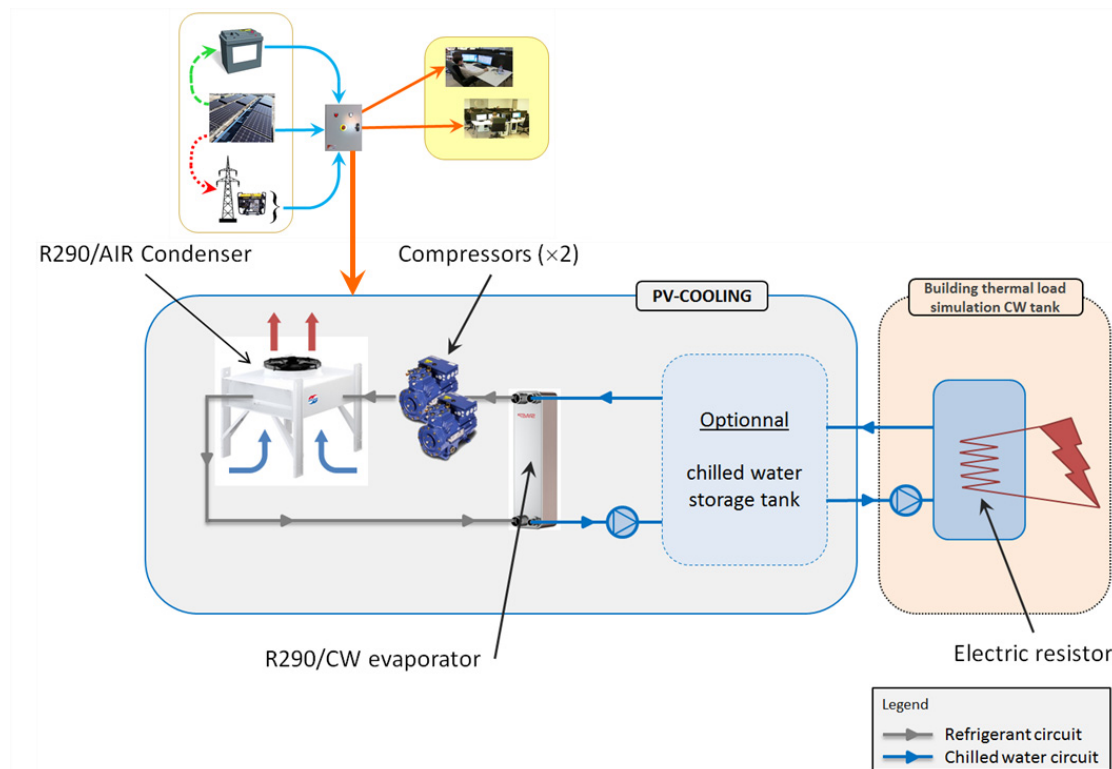 R290/AIR Condenser
Compressors (×2)
PV-COOLING
Building thermal load
simulation CW tank
Optionnal
chilled water
storage tank
R290/CW evaporator
Electric resistor
Legend
Refrigerant circuit
Chilled water circuit